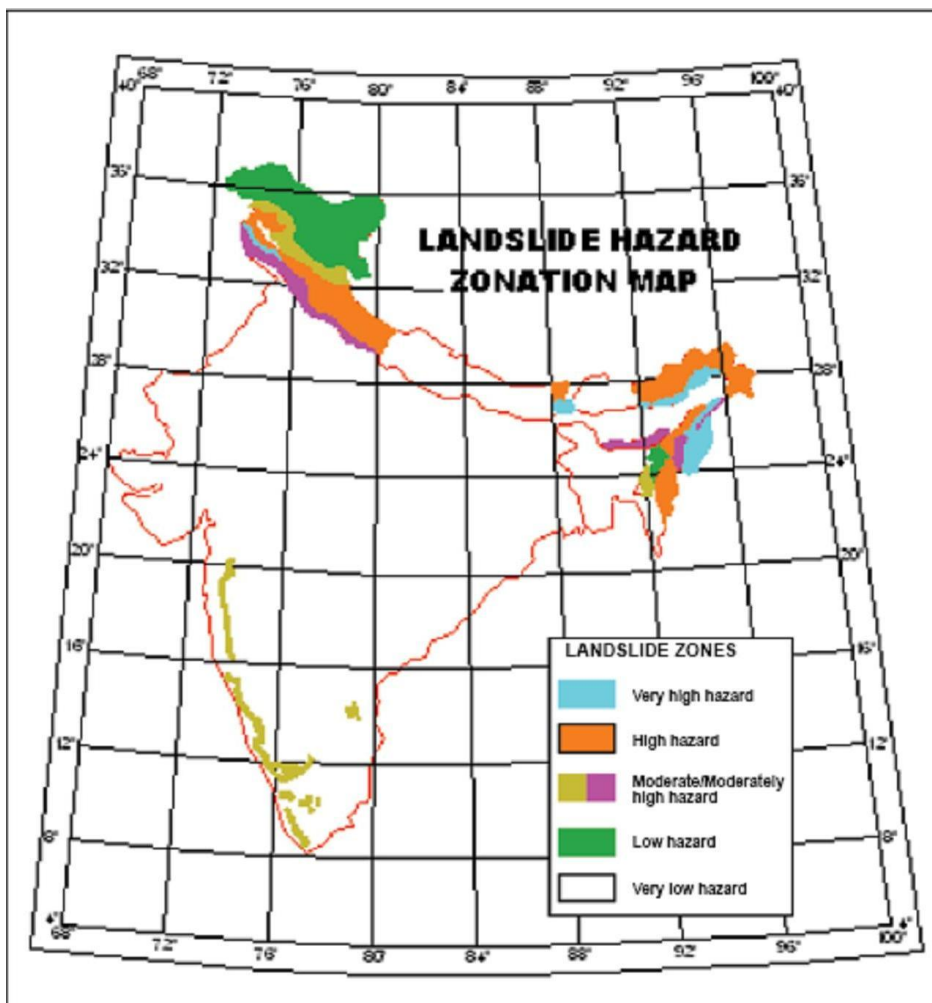 68° 72° 76° 80° 84° 88° 92° 96° 100°
40° 40°
36° 36°
LANDSLIDE HAZARD
32° ZONATION MAP 32°
28° 28°
24° 24°
20° 20°
16° 16°
LANDSLIDE ZONES
Very high hazard
12° High hazard 12°
Moderate/Moderately
high hazard
8° Low hazard 8°
Very low hazard
4° 4°
68° 72° 76° 80° 84° 88° 92° 96° 100°